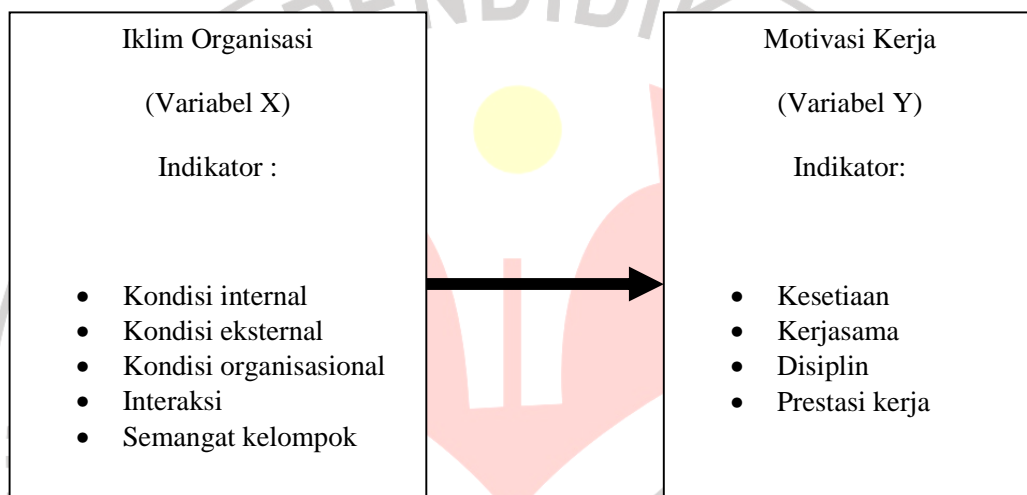 PENDIDIK
Iklim Organisasi
(Variabel X)
Indikator :
• Kondisi internal
• Kondisi eksternal
• Kondisi organisasional
• Interaksi
• Semangat kelompok
Motivasi Kerja
(Variabel Y)
Indikator:
• Kesetiaan
• Kerjasama
• Disiplin
• Prestasi kerja